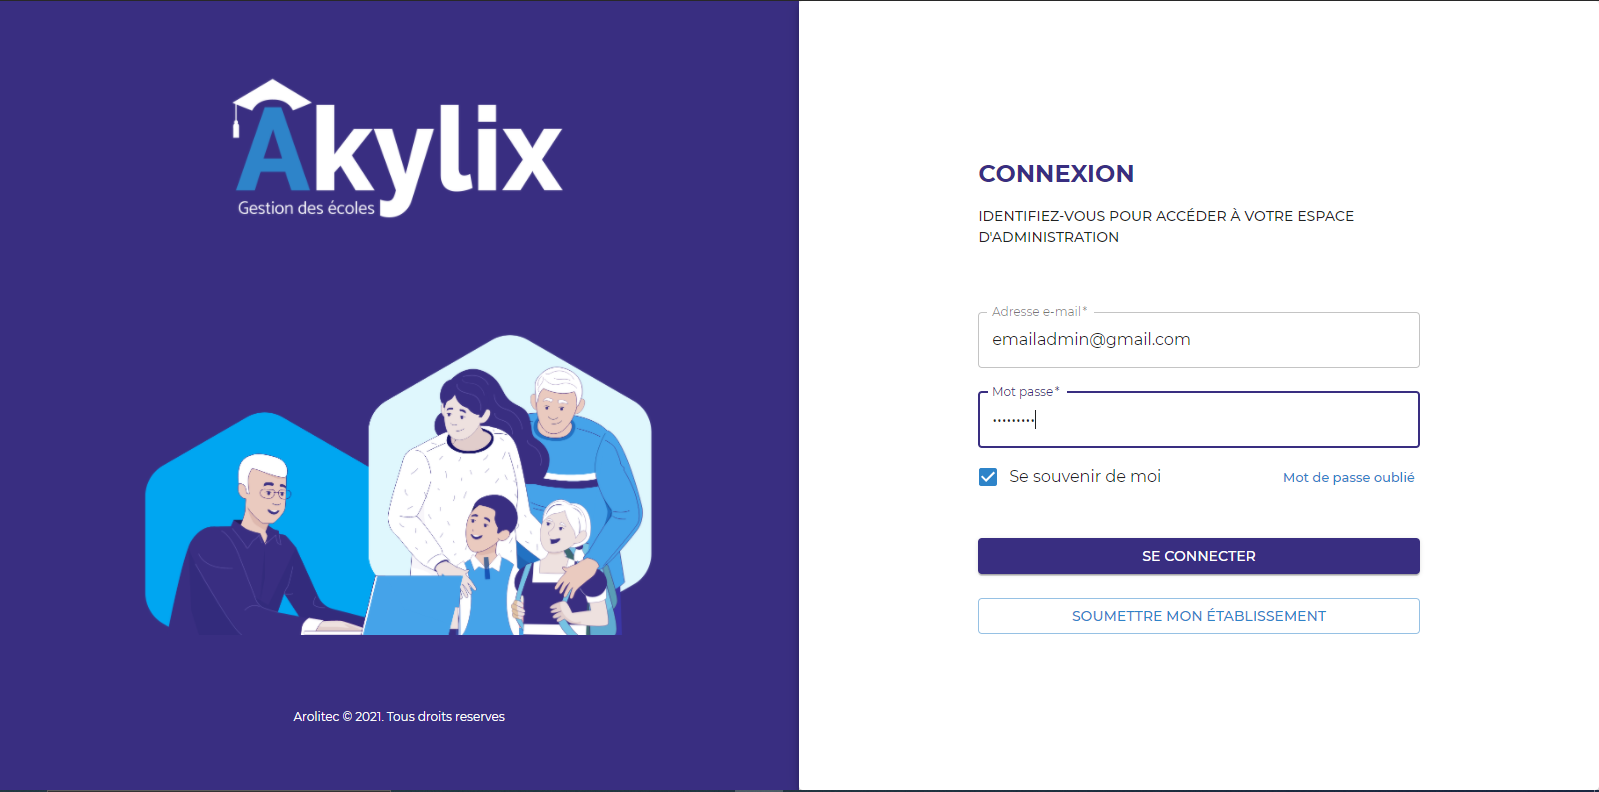 Akylix
Gestion des écoles
Arolitec © 2021. Tous droits reserves
CONNEXION
IDENTIFIEZ-VOUS POUR ACCÉDER À VOTRE ESPACE
D'ADMINISTRATION
Adresse e-mail*
emailadmin@gmail.com
Mot passe*
•••••••••
Se souvenir de moi
Mot de passe oublié
SE CONNECTER
SOUMETTRE MON ÉTABLISSEMENT